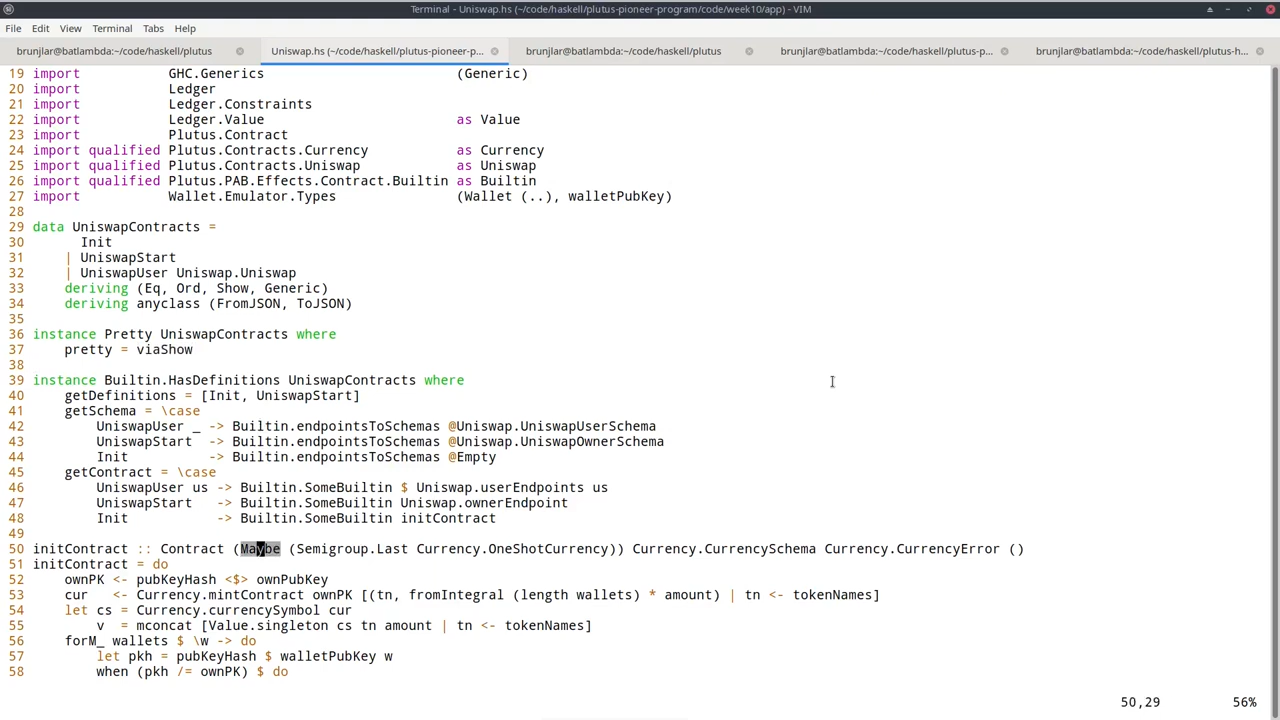 Terminal - Uniswap.hs (~/code/haskell/plutus-pioneer-program/code/week10/app) - VIM
File Edit View Terminal Tabs Help
brunjlar@batlambda:~/code/haskell/plutus Uniswap.hs (~/code/haskell/plutus-pioneer-p... brunjlar@batlambda:~/code/haskell/plutus brunjlar@batlambda:~/code/haskell/plutus-p... brunjlar@batlambda:~/code/haskell/plutus-h...
19 import           GHC.Generics                        (Generic)
20 import           Ledger
21 import           Ledger.Constraints
22 import           Ledger.Value                        as Value
23 import           Plutus.Contract
24 import qualified Plutus.Contracts.Currency           as Currency
25 import qualified Plutus.Contracts.Uniswap            as Uniswap
26 import qualified Plutus.PAB.Effects.Contract.Builtin as Builtin
27 import           Wallet.Emulator.Types               (Wallet (..), walletPubKey)
28
29 data UniswapContracts =
30       Init
31     | UniswapStart
32     | UniswapUser Uniswap.Uniswap
33     deriving (Eq, Ord, Show, Generic)
34     deriving anyclass (FromJSON, ToJSON)
35
36 instance Pretty UniswapContracts where
37     pretty = viaShow
38
39 instance Builtin.HasDefinitions UniswapContracts where
40     getDefinitions = [Init, UniswapStart]
41     getSchema = \case
42         UniswapUser _ -> Builtin.endpointsToSchemas @Uniswap.UniswapUserSchema
43         UniswapStart  -> Builtin.endpointsToSchemas @Uniswap.UniswapOwnerSchema
44         Init          -> Builtin.endpointsToSchemas @Empty
45     getContract = \case
46         UniswapUser us -> Builtin.SomeBuiltin $ Uniswap.userEndpoints us
47         UniswapStart   -> Builtin.SomeBuiltin Uniswap.ownerEndpoint
48         Init           -> Builtin.SomeBuiltin initContract
49
50 initContract :: Contract (Maybe (Semigroup.Last Currency.OneShotCurrency)) Currency.CurrencySchema Currency.CurrencyError ()
51 initContract = do
52     ownPK <- pubKeyHash <$> ownPubKey
53     cur   <- Currency.mintContract ownPK [(tn, fromIntegral (length wallets) * amount) | tn <- tokenNames]
54     let cs = Currency.currencySymbol cur
55         v  = mconcat [Value.singleton cs tn amount | tn <- tokenNames]
56     forM_ wallets $ \w -> do
57         let pkh = pubKeyHash $ walletPubKey w
58         when (pkh /= ownPK) $ do
50,29 56%